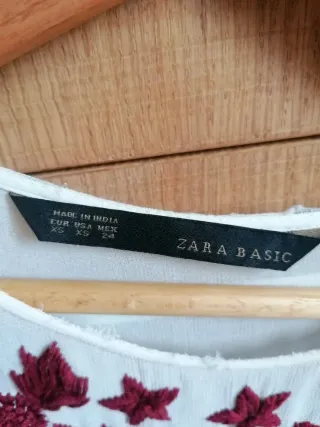 MADE IN INDIA
EUR USA MEX
XS XS 24
ZARA BASIC